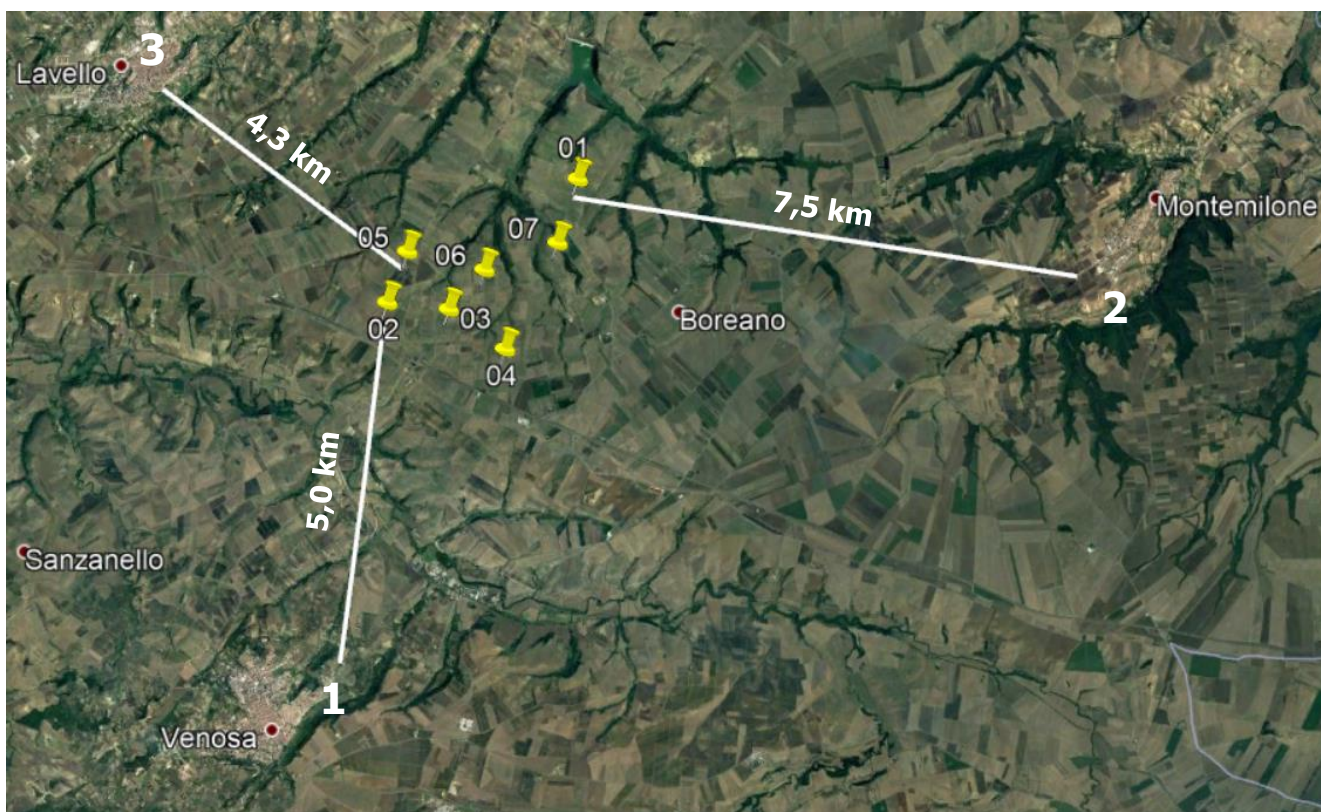 3
Lavello
4,3 km
01
7,5 km
Montemilone
05
06
07
02
03
Boreano
2
04
5,0 km
Sanzanello
1
Venosa